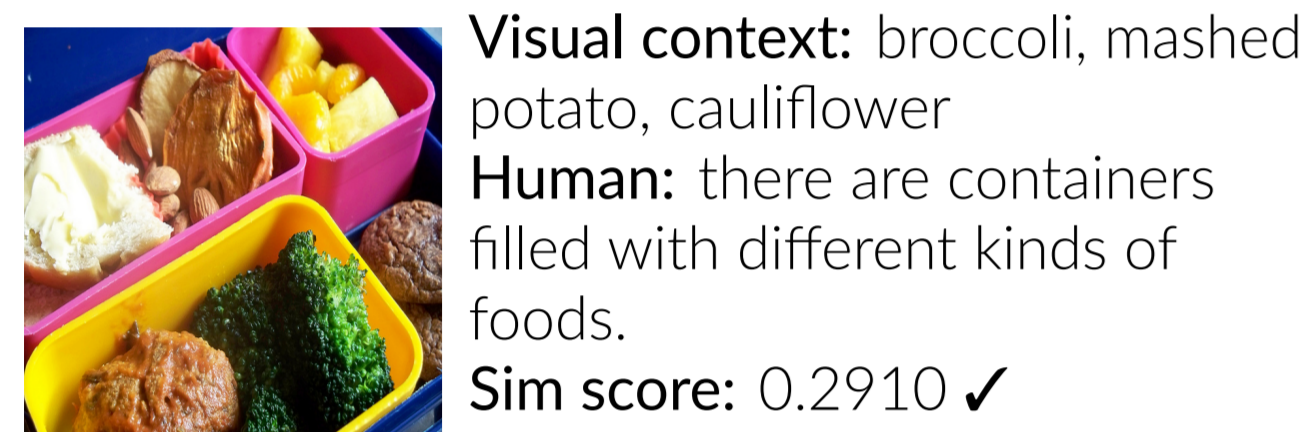 Visual context: broccoli, mashed
potato, cauliflower
Human: there are containers
filled with different kinds of
foods.
Sim score: 0.2910 ✓